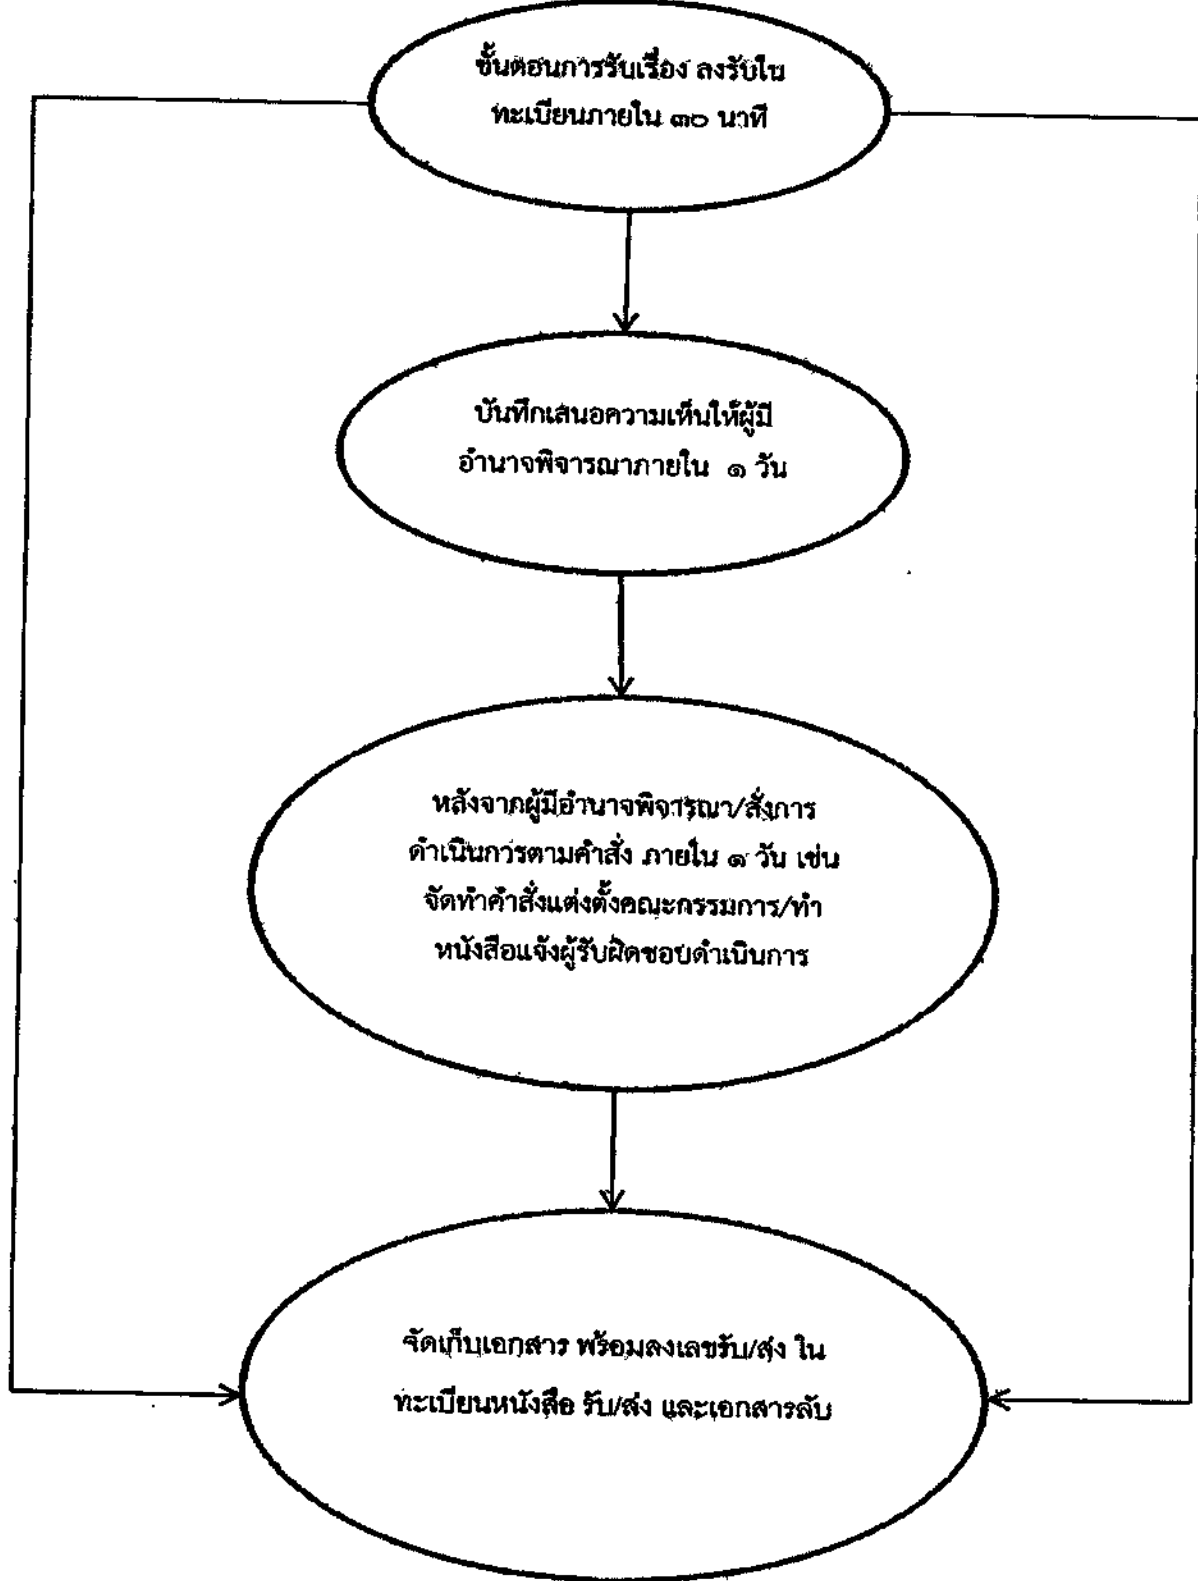 ขั้นตอนการรับเรื่อง ลงรับใน
ทะเบียนภายใน ๓๐ นาที
บันทึกเสนอความเห็นให้ผู้มี
อำนาจพิจารณาภายใน ๑ วัน
หลังจากผู้มีอำนาจพิจารณา/สั่งการ
ดำเนินการตามคำสั่ง ภายใน ๑ วัน เช่น
จัดทำคำสั่งแต่งตั้งคณะกรรมการ/ทำ
หนังสือแจ้งผู้รับผิดชอบดำเนินการ
จัดเก็บเอกสาร พร้อมลงเลขรับ/ส่ง ใน
ทะเบียนหนังสือ รับ/ส่ง และเอกสารลับ